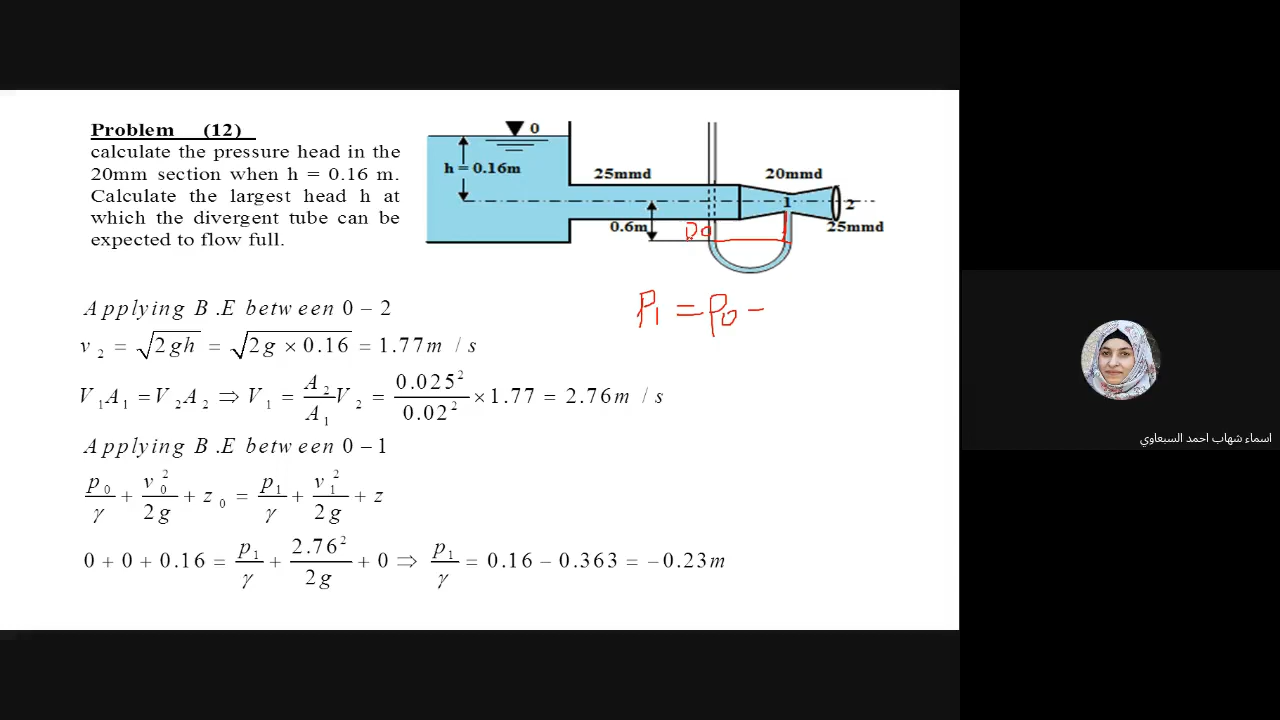 Problem (12)
calculate the pressure head in the
20mm section when h = 0.16 m.
Calculate the largest head h at
which the divergent tube can be
expected to flow full.
0
h = 0.16m
25mmd
20mmd
1
2
0.6m
25mmd
P0
P1 = P0 −
Applying B.E between 0 − 2
v2 = √2gh = √2g × 0.16 = 1.77m / s
V1A1 = V2A2 ⇒ V1 = A2/A1 V2 = 0.025²/0.02² × 1.77 = 2.76m / s
Applying B.E between 0 − 1
p0/γ + v0²/2g + z0 = p1/γ + v1²/2g + z
0 + 0 + 0.16 = p1/γ + 2.76²/2g + 0 ⇒ p1/γ = 0.16 − 0.363 = −0.23m
اسماء شهاب احمد السبعاوي